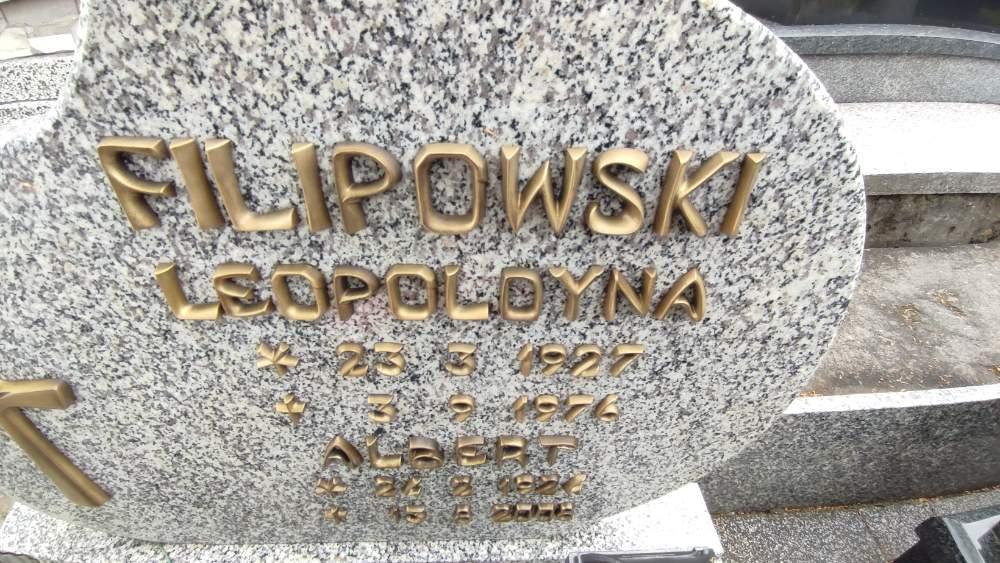 FILIPOWSKI
LEOPOLDYNA
* 23 3 1927
+ 3 9 1976
ALBERT